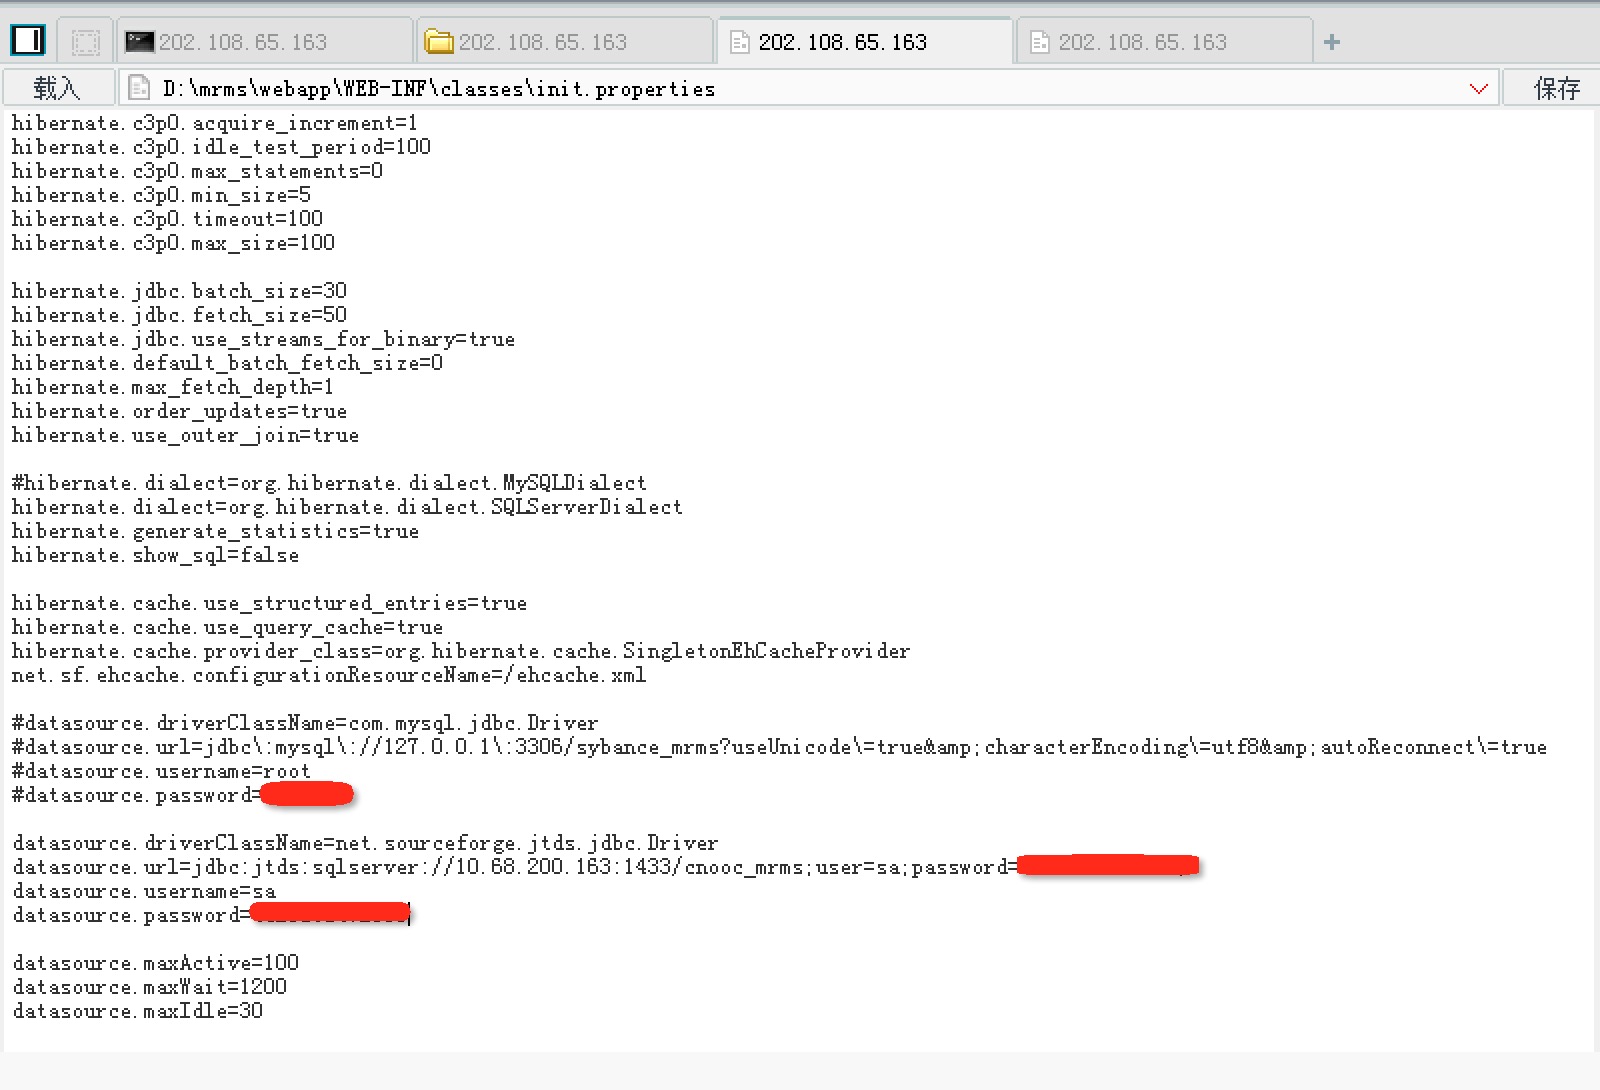 202.108.65.163
202.108.65.163
202.108.65.163
202.108.65.163
载入
D:\mrms\webapp\WEB-INF\classes\init.properties
保存
hibernate.c3p0.acquire_increment=1
hibernate.c3p0.idle_test_period=100
hibernate.c3p0.max_statements=0
hibernate.c3p0.min_size=5
hibernate.c3p0.timeout=100
hibernate.c3p0.max_size=100
hibernate.jdbc.batch_size=30
hibernate.jdbc.fetch_size=50
hibernate.jdbc.use_streams_for_binary=true
hibernate.default_batch_fetch_size=0
hibernate.max_fetch_depth=1
hibernate.order_updates=true
hibernate.use_outer_join=true
#hibernate.dialect=org.hibernate.dialect.MySQLDialect
hibernate.dialect=org.hibernate.dialect.SQLServerDialect
hibernate.generate_statistics=true
hibernate.show_sql=false
hibernate.cache.use_structured_entries=true
hibernate.cache.use_query_cache=true
hibernate.cache.provider_class=org.hibernate.cache.SingletonEhCacheProvider
net.sf.ehcache.configurationResourceName=/ehcache.xml
#datasource.driverClassName=com.mysql.jdbc.Driver
#datasource.url=jdbc\:mysql\://127.0.0.1\:3306/sybance_mrms?useUnicode\=true&amp;characterEncoding\=utf8&amp;autoReconnect\=true
#datasource.username=root
#datasource.password=
datasource.driverClassName=net.sourceforge.jtds.jdbc.Driver
datasource.url=jdbc:jtds:sqlserver://10.68.200.163:1433/cnooc_mrms;user=sa;password=
datasource.username=sa
datasource.password=
datasource.maxActive=100
datasource.maxWait=1200
datasource.maxIdle=30